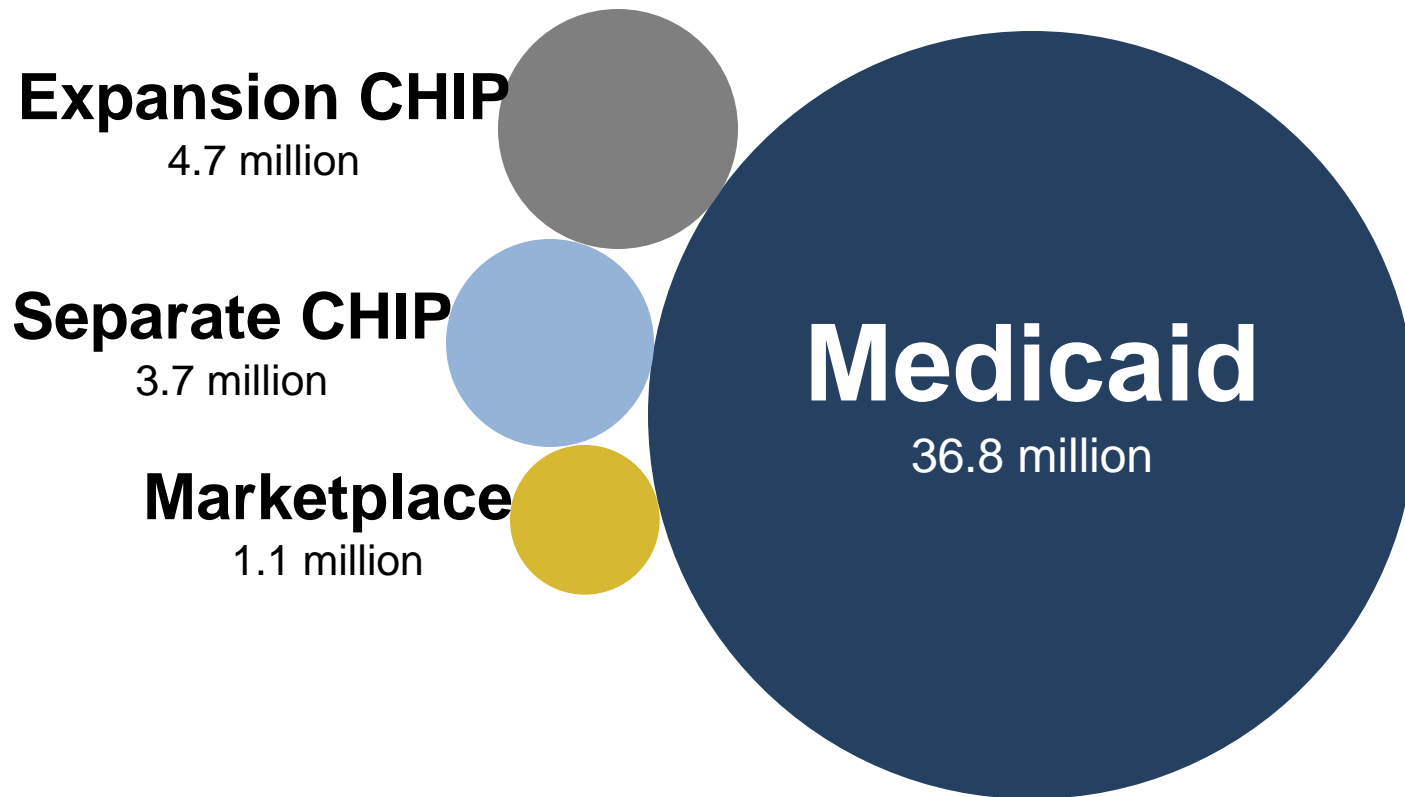 Expansion CHIP
4.7 million
Separate CHIP
3.7 million
Medicaid
36.8 million
Marketplace
1.1 million